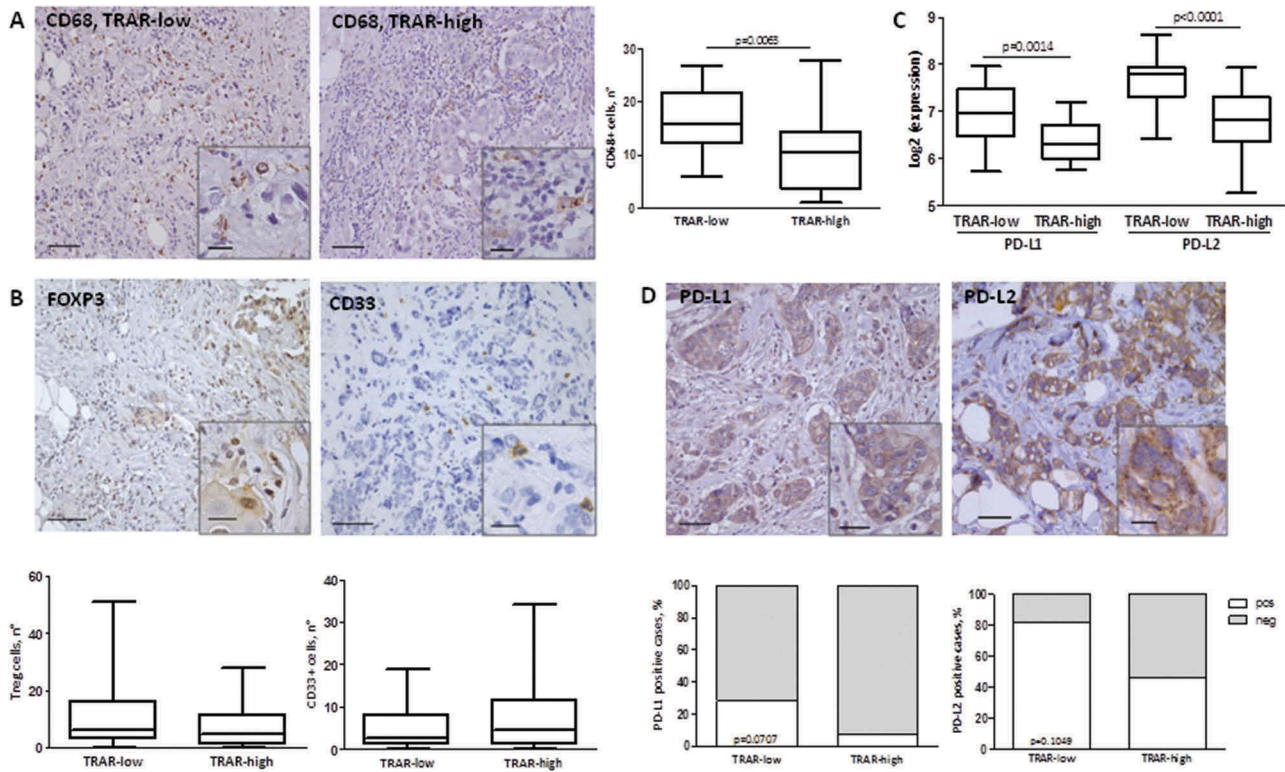 A
CD68, TRAR-low
CD68, TRAR-high
30
20
10
0
CD68+ cells, n°
p=0.0063
TRAR-low
TRAR-high
C
9
8
7
6
5
Log2 (expression)
p=0.0014
p<0.0001
TRAR-low TRAR-high TRAR-low TRAR-high
PD-L1
PD-L2
B
FOXP3
CD33
60
40
20
0
Treg cells, n°
TRAR-low
TRAR-high
40
30
20
10
0
CD33+ cells, n°
TRAR-low
TRAR-high
D
PD-L1
PD-L2
100
80
60
40
20
0
PD-L1 positive cases, %
p=0.0707
TRAR-low
TRAR-high
100
80
60
40
20
0
PD-L2 positive cases, %
p=0.1049
TRAR-low
TRAR-high
pos
neg